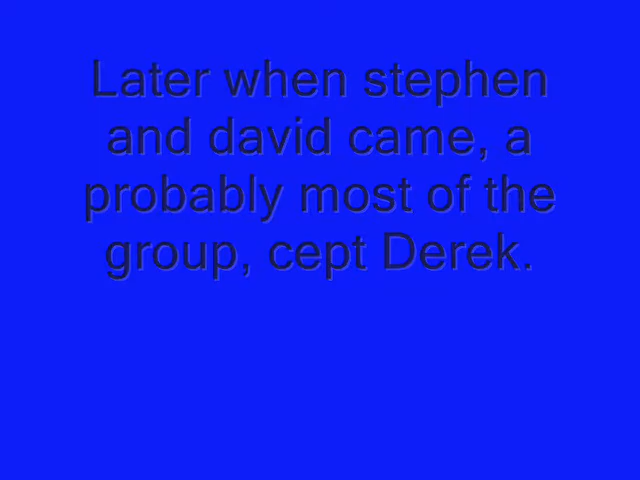 Later when stephen
and david came, a
probably most of the
group, cept Derek.